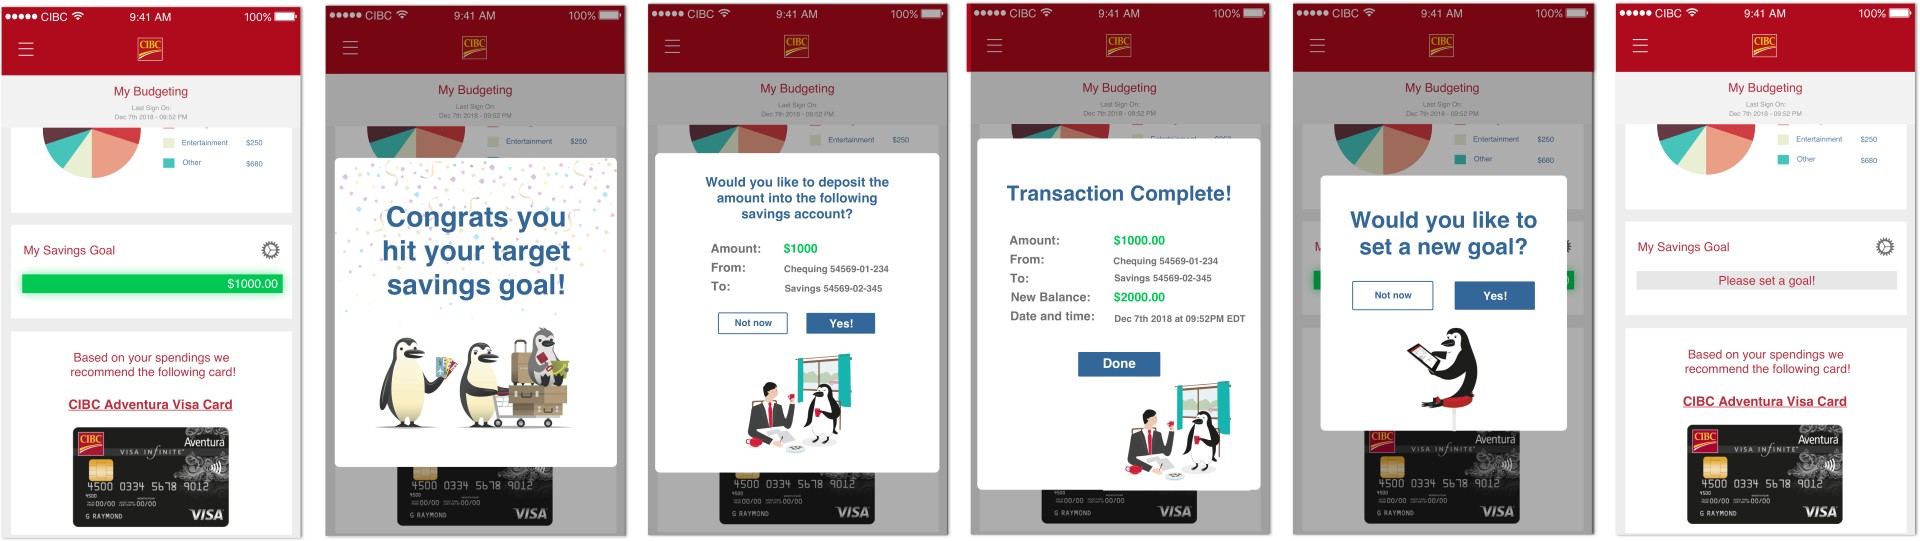 ●●●●● CIBC 9:41 AM 100%
CIBC
My Budgeting
Last Sign On:
Dec 7th 2018 - 09:52 PM
Entertainment $250
Other $680
My Savings Goal
$1000.00
Based on your spendings we
recommend the following card!
CIBC Adventura Visa Card
CIBC Aventura
VISA INFINITE
4500 0334 5678 9012
4500
00/00 00/00
G RAYMOND VISA
●●●●● CIBC 9:41 AM 100%
CIBC
My Budgeting
Last Sign On:
Dec 7th 2018 - 09:52 PM
Entertainment $250
Congrats you
hit your target
savings goal!
4500 0334 5678 9012
4500
00/00 00/00
G RAYMOND VISA
●●●●● CIBC 9:41 AM 100%
CIBC
My Budgeting
Last Sign On:
Dec 7th 2018 - 09:52 PM
Entertainment $250
Would you like to deposit the
amount into the following
savings account?
Amount: $1000
From: Chequing 54569-01-234
To: Savings 54569-02-345
Not now Yes!
4500 0334 5678 9012
4500
00/00 00/00
G RAYMOND VISA
●●●●● CIBC 9:41 AM 100%
CIBC
My Budgeting
Last Sign On:
Dec 7th 2018 - 09:52 PM
Transaction Complete!
Amount: $1000.00
From: Chequing 54569-01-234
To: Savings 54569-02-345
New Balance: $2000.00
Date and time: Dec 7th 2018 at 09:52PM EDT
Done
00/00 00/00
G RAYMOND VISA
●●●●● CIBC 9:41 AM 100%
CIBC
My Budgeting
Last Sign On:
Dec 7th 2018 - 09:52 PM
Entertainment $250
Other $680
Would you like to
set a new goal?
Not now Yes!
CIBC Aventura
VISA INFINITE
4500 0334 5678 9012
4500
00/00 00/00
G RAYMOND VISA
●●●●● CIBC 9:41 AM 100%
CIBC
My Budgeting
Last Sign On:
Dec 7th 2018 - 09:52 PM
Entertainment $250
Other $680
My Savings Goal
Please set a goal!
Based on your spendings we
recommend the following card!
CIBC Adventura Visa Card
CIBC Aventura
VISA INFINITE
4500 0334 5678 9012
4500
00/00 00/00
G RAYMOND VISA